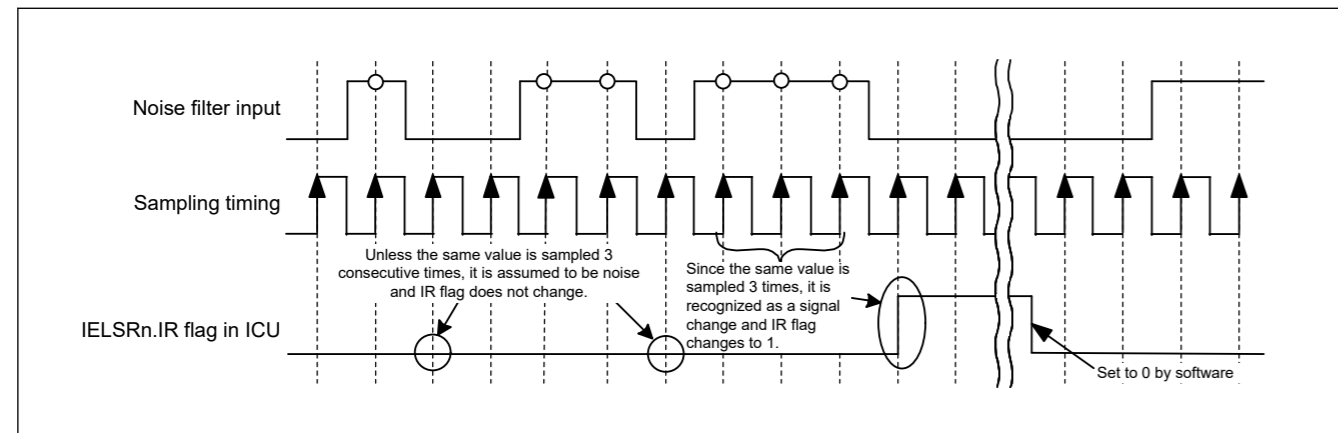 Noise filter input
Sampling timing
Unless the same value is sampled 3
consecutive times, it is assumed to be noise
and IR flag does not change.
Since the same value is
sampled 3 times, it is
recognized as a signal
change and IR flag
changes to 1.
IELSRn.IR flag in ICU
Set to 0 by software